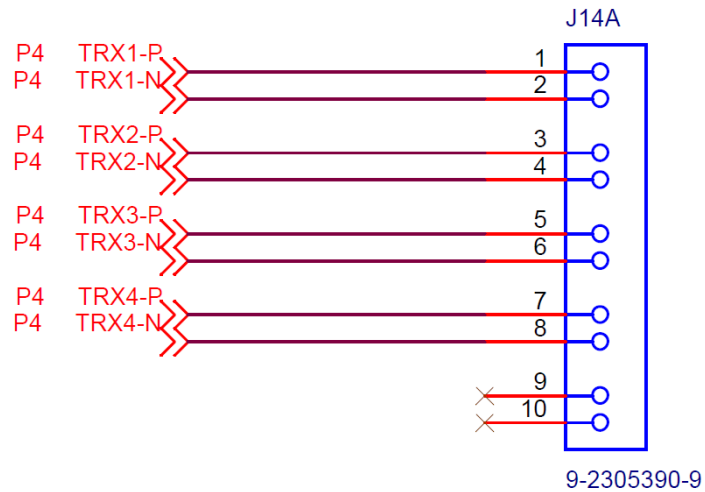 J14A
P4 TRX1-P 1
P4 TRX1-N 2
P4 TRX2-P 3
P4 TRX2-N 4
P4 TRX3-P 5
P4 TRX3-N 6
P4 TRX4-P 7
P4 TRX4-N 8
9
10
9-2305390-9